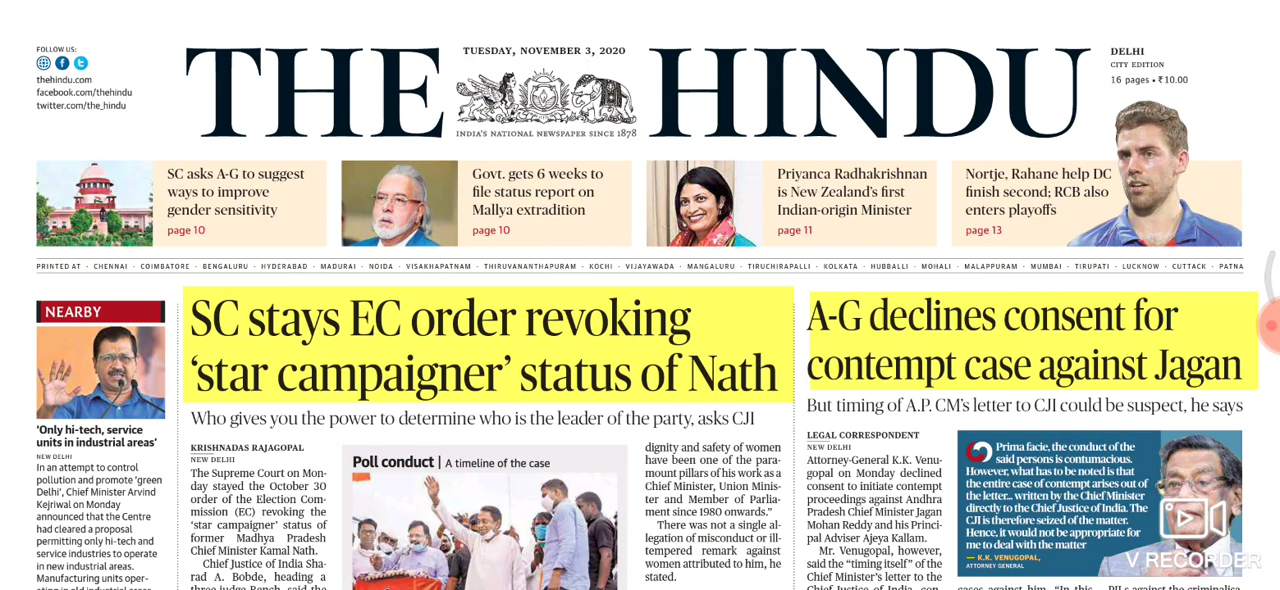 FOLLOW US:
thehindu.com
facebook.com/thehindu
twitter.com/the_hindu
THE HINDU
TUESDAY, NOVEMBER 3, 2020
INDIA'S NATIONAL NEWSPAPER SINCE 1878
DELHI
CITY EDITION
16 pages • ₹10.00
SC asks A-G to suggest
ways to improve
gender sensitivity
page 10
Govt. gets 6 weeks to
file status report on
Mallya extradition
page 10
Priyanca Radhakrishnan
is New Zealand's first
Indian-origin Minister
page 11
Nortje, Rahane help DC
finish second; RCB also
enters playoffs
page 13
PRINTED AT · CHENNAI · COIMBATORE · BENGALURU · HYDERABAD · MADURAI · NOIDA · VISAKHAPATNAM · THIRUVANANTHAPURAM · KOCHI · VIJAYAWADA · MANGALURU · TIRUCHIRAPALLI · KOLKATA · HUBBALLI · MOHALI · MALAPPURAM · MUMBAI · TIRUPATI · LUCKNOW · CUTTACK · PATNA
NEARBY
'Only hi-tech, service
units in industrial areas'
NEW DELHI
In an attempt to control
pollution and promote 'green
Delhi', Chief Minister Arvind
Kejriwal on Monday
announced that the Centre
had cleared a proposal
permitting only hi-tech and
service industries to operate
in new industrial areas.
Manufacturing units oper-
SC stays EC order revoking
'star campaigner' status of Nath
Who gives you the power to determine who is the leader of the party, asks CJI
KRISHNADAS RAJAGOPAL
NEW DELHI
The Supreme Court on Mon-
day stayed the October 30
order of the Election Com-
mission (EC) revoking the
'star campaigner' status of
former Madhya Pradesh
Chief Minister Kamal Nath.
Chief Justice of India Sha-
rad A. Bobde, heading a
three-judge Bench, said the
Poll conduct | A timeline of the case
dignity and safety of women
have been one of the para-
mount pillars of his work as a
Chief Minister, Union Minis-
ter and Member of Parlia-
ment since 1980 onwards."
There was not a single al-
legation of misconduct or ill-
tempered remark against
women attributed to him, he
stated.
A-G declines consent for
contempt case against Jagan
But timing of A.P. CM's letter to CJI could be suspect, he says
LEGAL CORRESPONDENT
NEW DELHI
Attorney-General K.K. Venu-
gopal on Monday declined
consent to initiate contempt
proceedings against Andhra
Pradesh Chief Minister Jagan
Mohan Reddy and his Princi-
pal Adviser Ajeya Kallam.
Mr. Venugopal, however,
said the "timing itself" of the
Chief Minister's letter to the
Chief Justice of India, con-
Prima facie, the conduct of the
said persons is contumacious.
However, what has to be noted is that
the entire case of contempt arises out of
the letter... written by the Chief Minister
directly to the Chief Justice of India. The
CJI is therefore seized of the matter.
Hence, it would not be appropriate for
me to deal with the matter
— K.K. VENUGOPAL,
ATTORNEY GENERAL
cases against him. "In this
PILs against the criminalisa-
V RECORDER